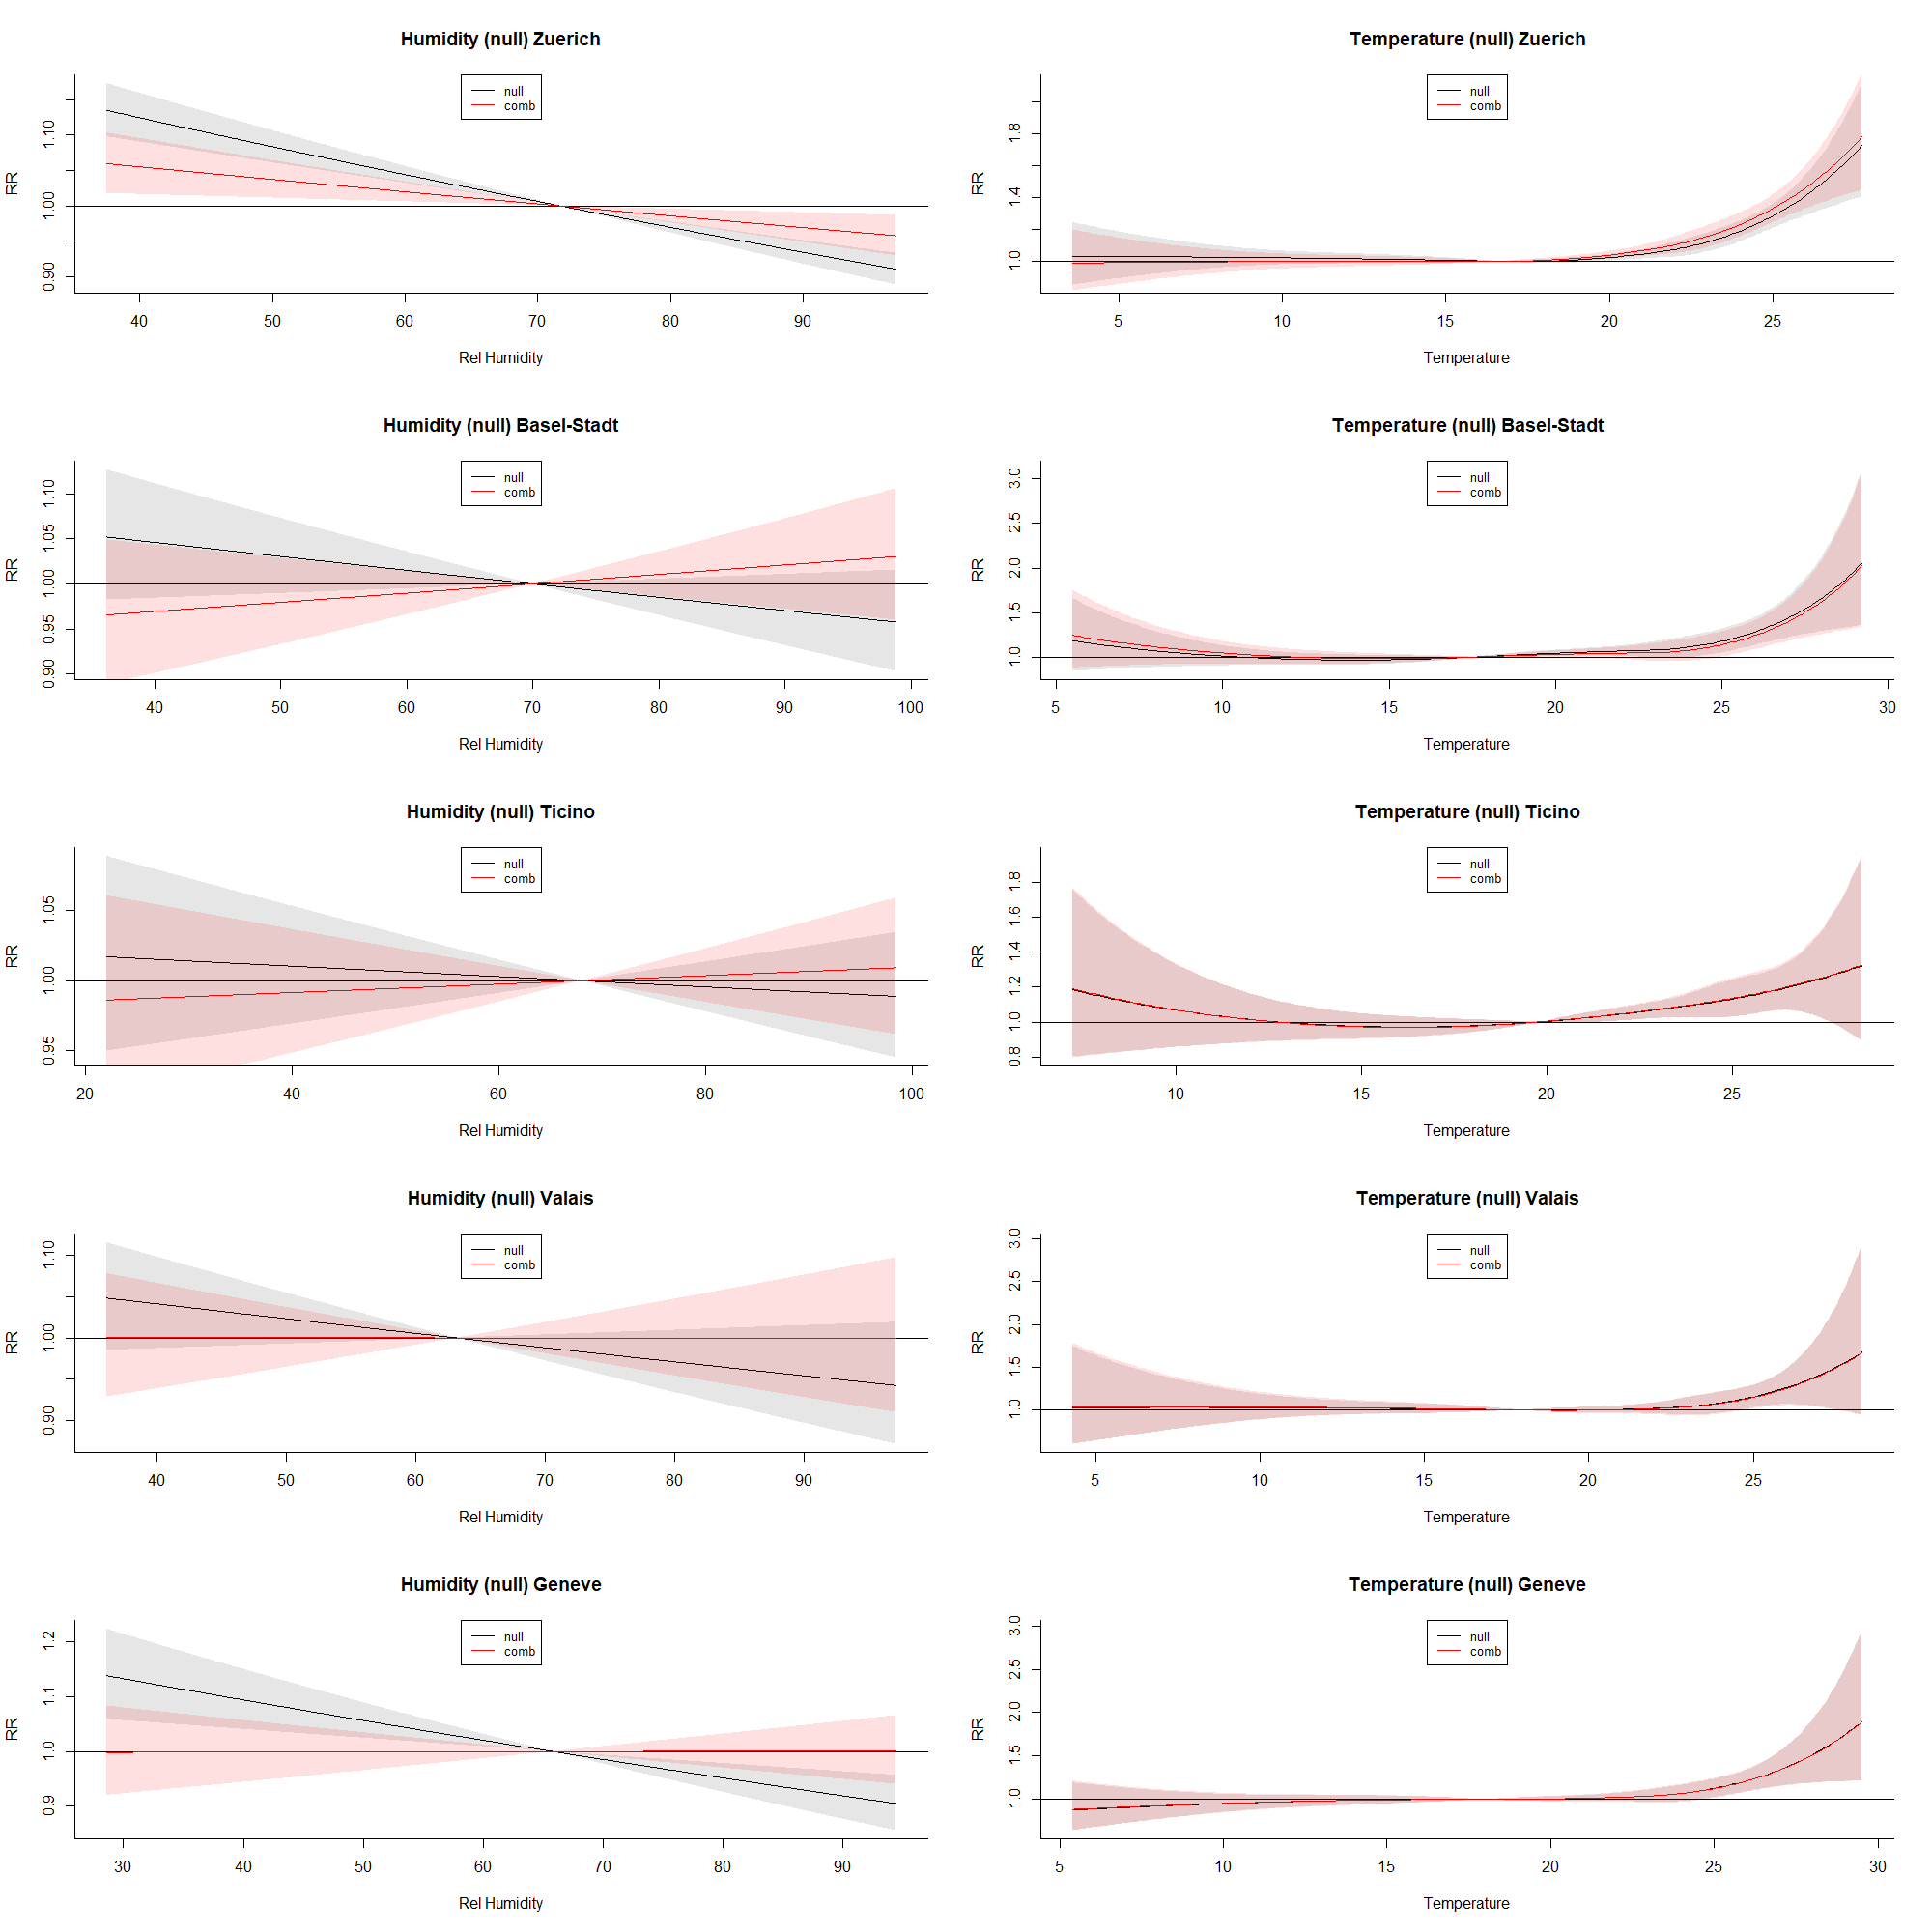 Humidity (null) Zuerich
RR
0.90 1.00 1.10
null
comb
40 50 60 70 80 90
Rel Humidity
Temperature (null) Zuerich
RR
1.0 1.4 1.8
null
comb
5 10 15 20 25
Temperature
Humidity (null) Basel-Stadt
RR
0.90 0.95 1.00 1.05 1.10
null
comb
40 50 60 70 80 90 100
Rel Humidity
Temperature (null) Basel-Stadt
RR
1.0 1.5 2.0 2.5 3.0
null
comb
5 10 15 20 25 30
Temperature
Humidity (null) Ticino
RR
0.95 1.00 1.05
null
comb
20 40 60 80 100
Rel Humidity
Temperature (null) Ticino
RR
0.8 1.0 1.2 1.4 1.6 1.8
null
comb
10 15 20 25
Temperature
Humidity (null) Valais
RR
0.90 1.00 1.10
null
comb
40 50 60 70 80 90
Rel Humidity
Temperature (null) Valais
RR
1.0 1.5 2.0 2.5 3.0
null
comb
5 10 15 20 25
Temperature
Humidity (null) Geneve
RR
0.9 1.0 1.1 1.2
null
comb
30 40 50 60 70 80 90
Rel Humidity
Temperature (null) Geneve
RR
1.0 1.5 2.0 2.5 3.0
null
comb
5 10 15 20 25 30
Temperature